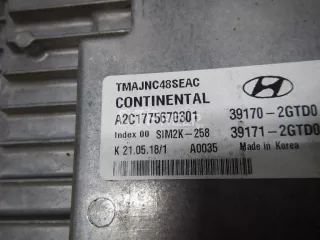 TMAJNC48SEAC
CONTINENTAL
A2C1775670301 39170-2GTD0
Index 00 SIM2K-258 39171-2GTD0
K 21.05.18/1 A0035 Made in Korea